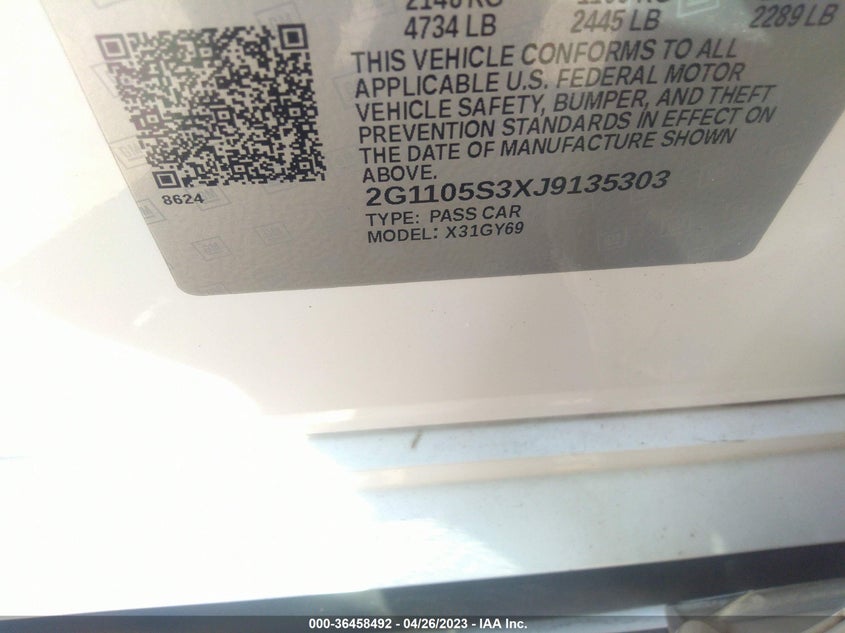 4734 LB 2445 LB 2289 LB
THIS VEHICLE CONFORMS TO ALL
APPLICABLE U.S. FEDERAL MOTOR
VEHICLE SAFETY, BUMPER, AND THEFT
PREVENTION STANDARDS IN EFFECT ON
THE DATE OF MANUFACTURE SHOWN
ABOVE.
8624
2G1105S3XJ9135303
TYPE: PASS CAR
MODEL: X31GY69
000-36458492 - 04/26/2023 - IAA Inc.